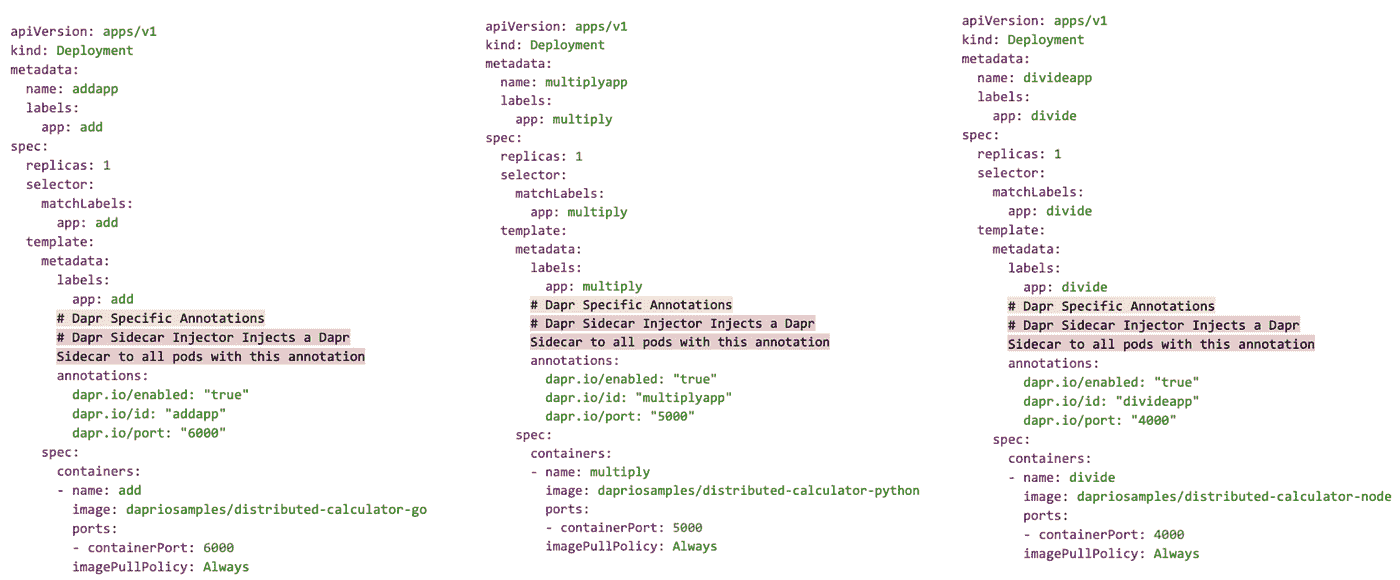 apiVersion: apps/v1
kind: Deployment
metadata:
  name: addapp
  labels:
    app: add
spec:
  replicas: 1
  selector:
    matchLabels:
      app: add
  template:
    metadata:
      labels:
        app: add
      # Dapr Specific Annotations
      # Dapr Sidecar Injector Injects a Dapr
      Sidecar to all pods with this annotation
      annotations:
        dapr.io/enabled: "true"
        dapr.io/id: "addapp"
        dapr.io/port: "6000"
    spec:
      containers:
      - name: add
        image: dapriosamples/distributed-calculator-go
        ports:
        - containerPort: 6000
        imagePullPolicy: Always
apiVersion: apps/v1
kind: Deployment
metadata:
  name: multiplyapp
  labels:
    app: multiply
spec:
  replicas: 1
  selector:
    matchLabels:
      app: multiply
  template:
    metadata:
      labels:
        app: multiply
      # Dapr Specific Annotations
      # Dapr Sidecar Injector Injects a Dapr
      Sidecar to all pods with this annotation
      annotations:
        dapr.io/enabled: "true"
        dapr.io/id: "multiplyapp"
        dapr.io/port: "5000"
    spec:
      containers:
      - name: multiply
        image: dapriosamples/distributed-calculator-python
        ports:
        - containerPort: 5000
        imagePullPolicy: Always
apiVersion: apps/v1
kind: Deployment
metadata:
  name: divideapp
  labels:
    app: divide
spec:
  replicas: 1
  selector:
    matchLabels:
      app: divide
  template:
    metadata:
      labels:
        app: divide
      # Dapr Specific Annotations
      # Dapr Sidecar Injector Injects a Dapr
      Sidecar to all pods with this annotation
      annotations:
        dapr.io/enabled: "true"
        dapr.io/id: "divideapp"
        dapr.io/port: "4000"
    spec:
      containers:
      - name: divide
        image: dapriosamples/distributed-calculator-node
        ports:
        - containerPort: 4000
        imagePullPolicy: Always